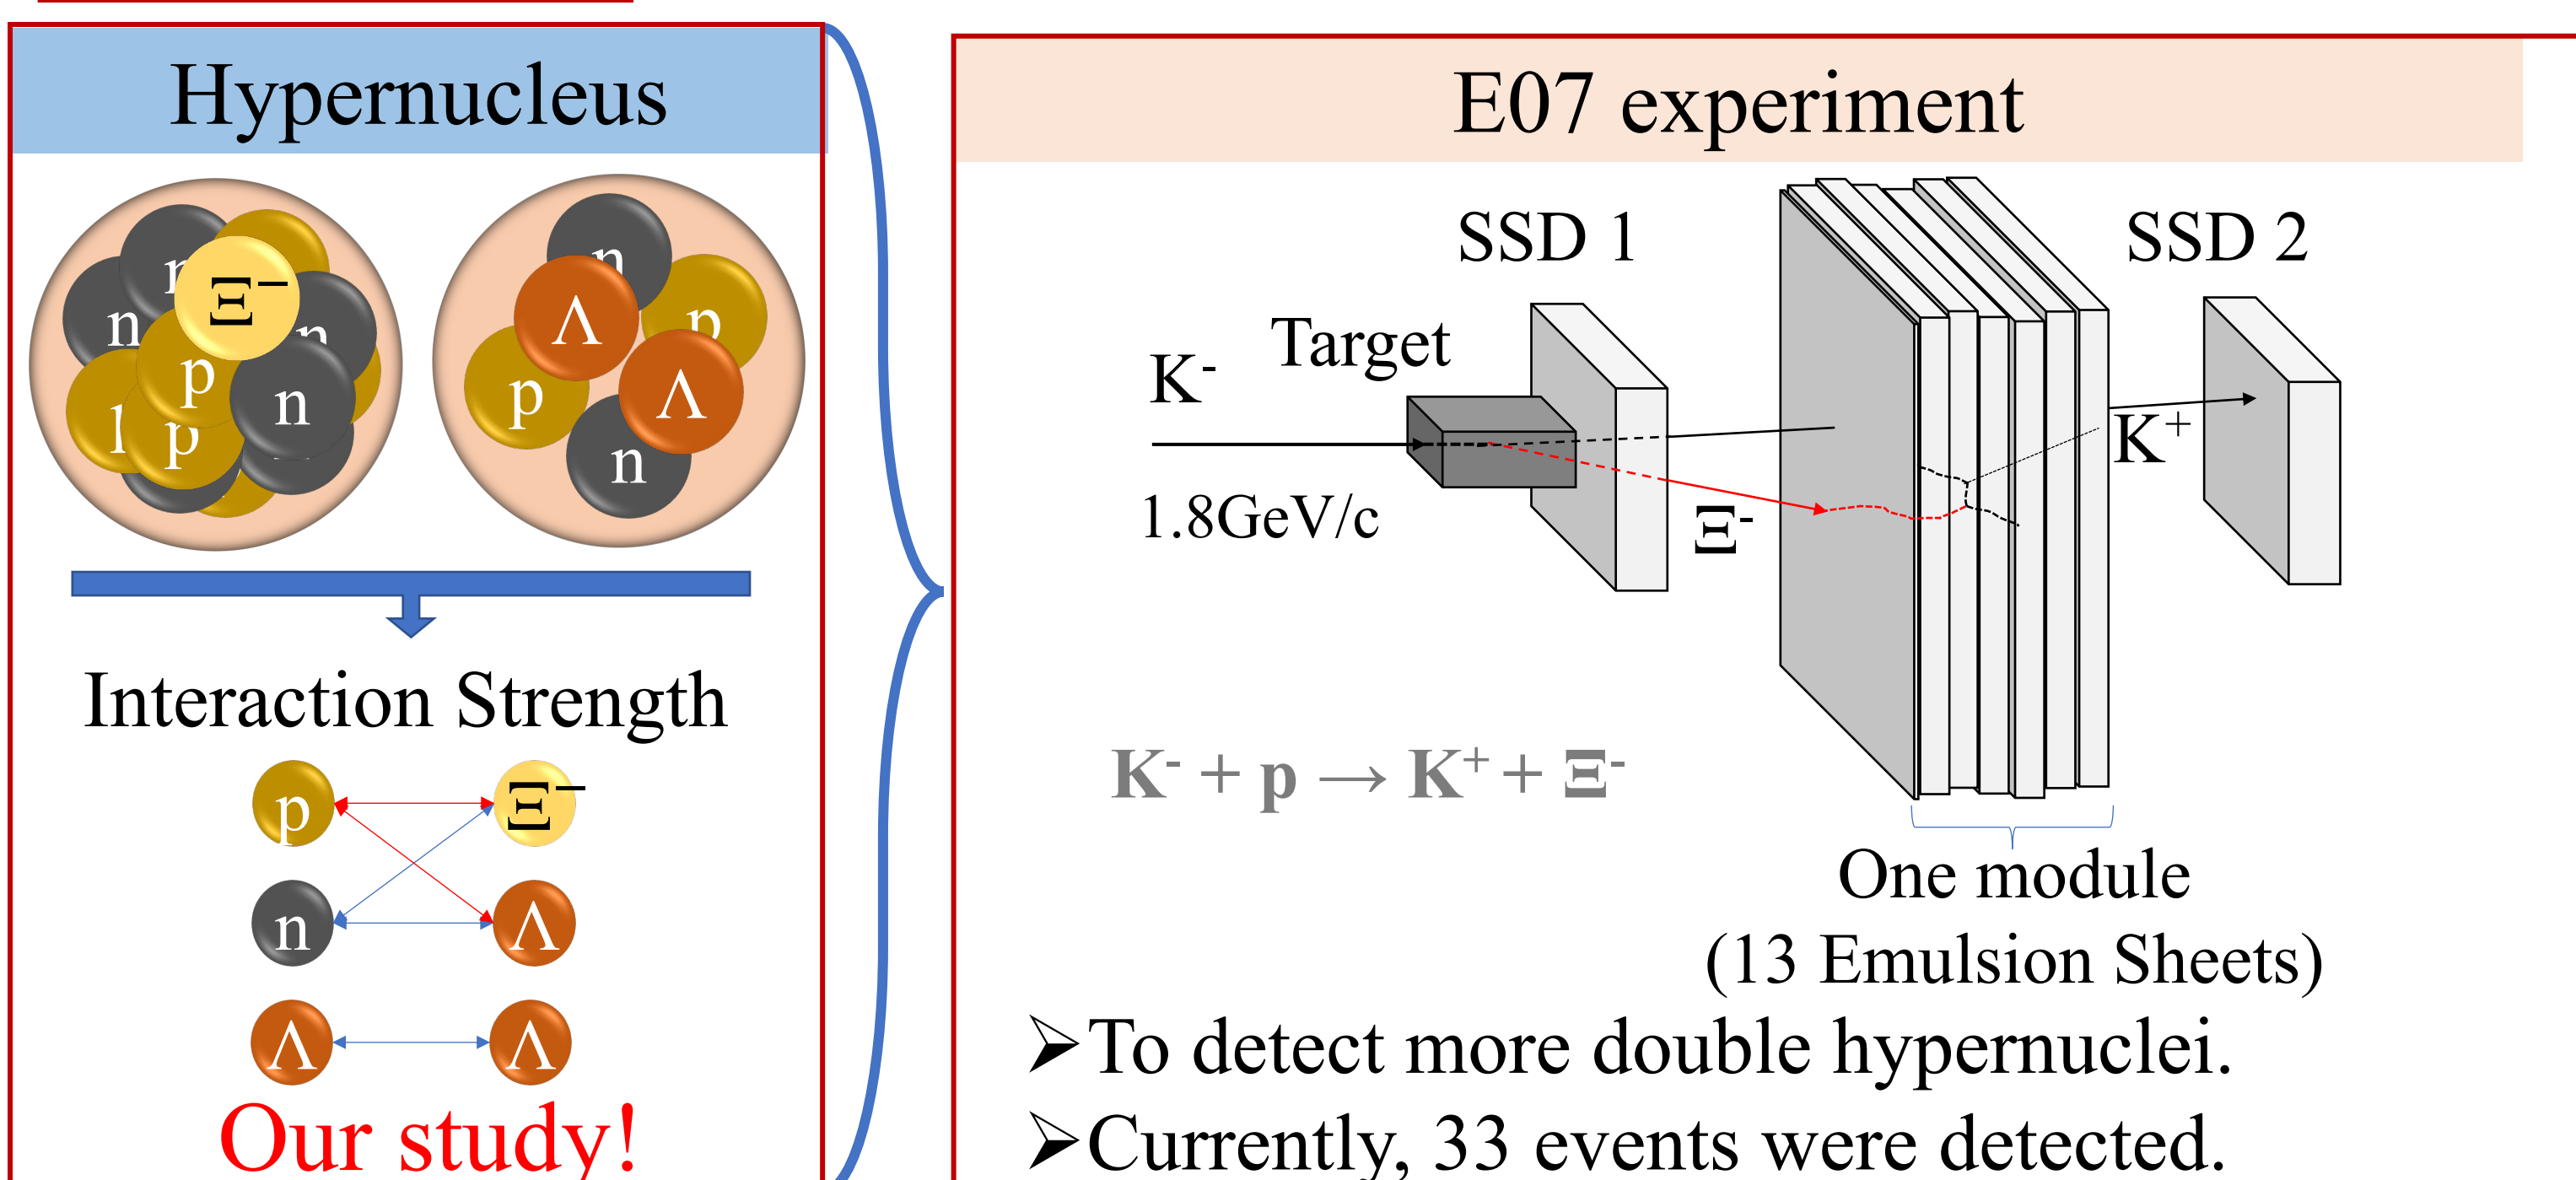 Hypernucleus
n
Ξ⁻
n
n
p
n
p
n
Λ
p
p
Λ
n
Interaction Strength
p
Ξ⁻
n
Λ
Λ
Λ
Our study!
E07 experiment
SSD 1
SSD 2
Target
K⁻
K⁺
1.8GeV/c
Ξ⁻
K⁻ + p → K⁺ + Ξ⁻
One module
(13 Emulsion Sheets)
➢To detect more double hypernuclei.
➢Currently, 33 events were detected.